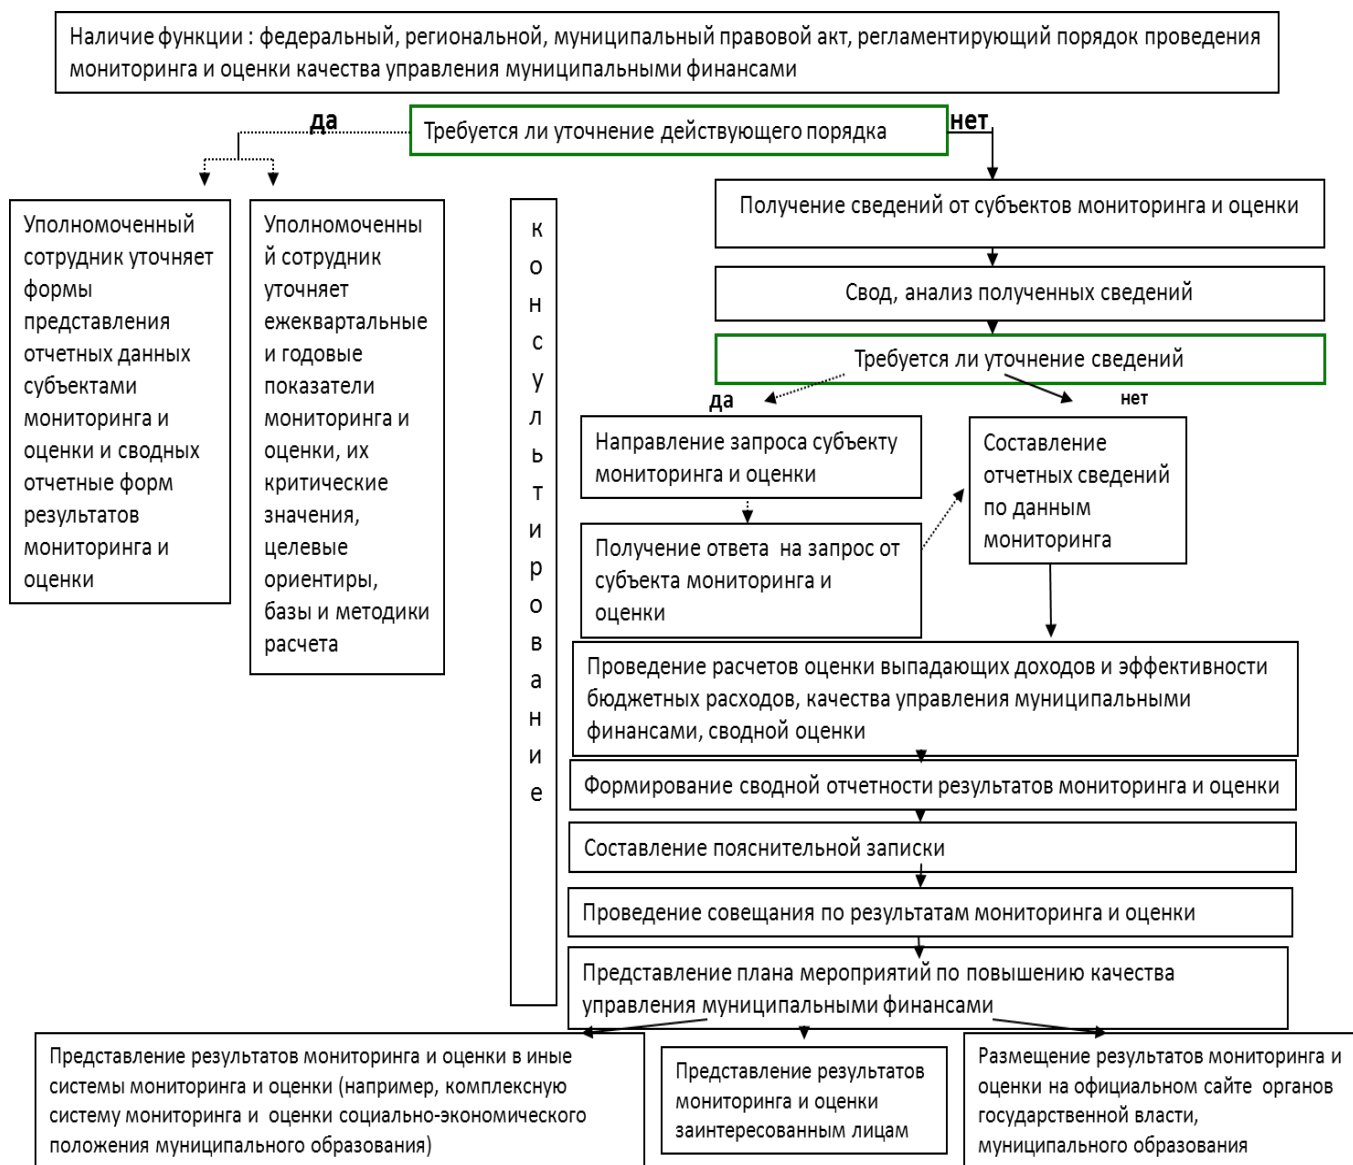 Наличие функции : федеральный, региональной, муниципальный правовой акт, регламентирующий порядок проведения
мониторинга и оценки качества управления муниципальными финансами
да
Требуется ли уточнение действующего порядка
нет
Уполномоченный
сотрудник уточняет
формы
представления
отчетных данных
субъектами
мониторинга и
оценки и сводных
отчетные форм
результатов
мониторинга и
оценки
Уполномоченны
й сотрудник
уточняет
ежеквартальные
и годовые
показатели
мониторинга и
оценки, их
критические
значения,
целевые
ориентиры,
базы и методики
расчета
к
о
н
с
у
л
ь
т
и
р
о
в
а
н
и
е
Получение сведений от субъектов мониторинга и оценки
Свод, анализ полученных сведений
Требуется ли уточнение сведений
да
нет
Направление запроса субъекту
мониторинга и оценки
Получение ответа на запрос от
субъекта мониторинга и
оценки
Составление
отчетных сведений
по данным
мониторинга
Проведение расчетов оценки выпадающих доходов и эффективности
бюджетных расходов, качества управления муниципальными
финансами, сводной оценки
Формирование сводной отчетности результатов мониторинга и оценки
Составление пояснительной записки
Проведение совещания по результатам мониторинга и оценки
Представление плана мероприятий по повышению качества
управления муниципальными финансами
Представление результатов мониторинга и оценки в иные
системы мониторинга и оценки (например, комплексную
систему мониторинга и оценки социально-экономического
положения муниципального образования)
Представление результатов
мониторинга и оценки
заинтересованным лицам
Размещение результатов мониторинга и
оценки на официальном сайте органов
государственной власти,
муниципального образования